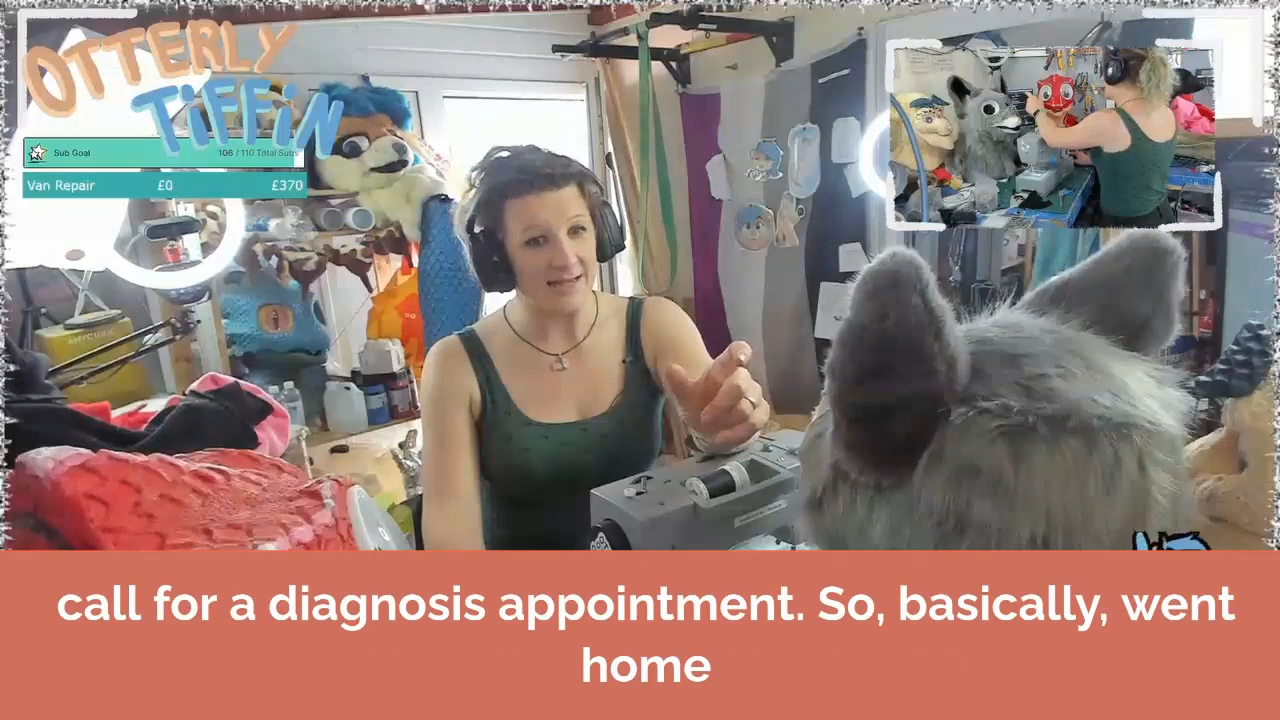 OTTERLY
TiFFiN
Sub Goal 106 / 110 Total Subs
Van Repair £0 £370
call for a diagnosis appointment. So, basically, went
home